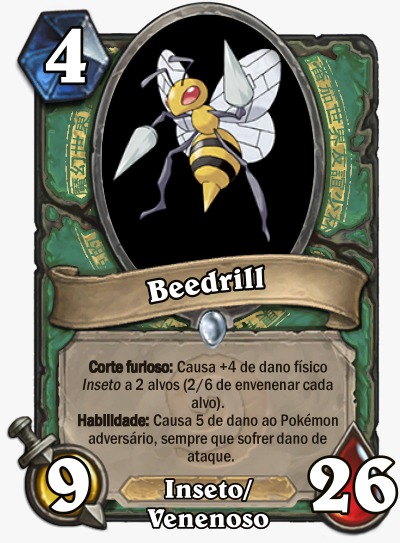 4
Beedrill
Corte furioso: Causa +4 de dano físico
Inseto a 2 alvos (2/6 de envenenar cada
alvo).
Habilidade: Causa 5 de dano ao Pokémon
adversário, sempre que sofrer dano de
ataque.
9
Inseto/
Venenoso
26